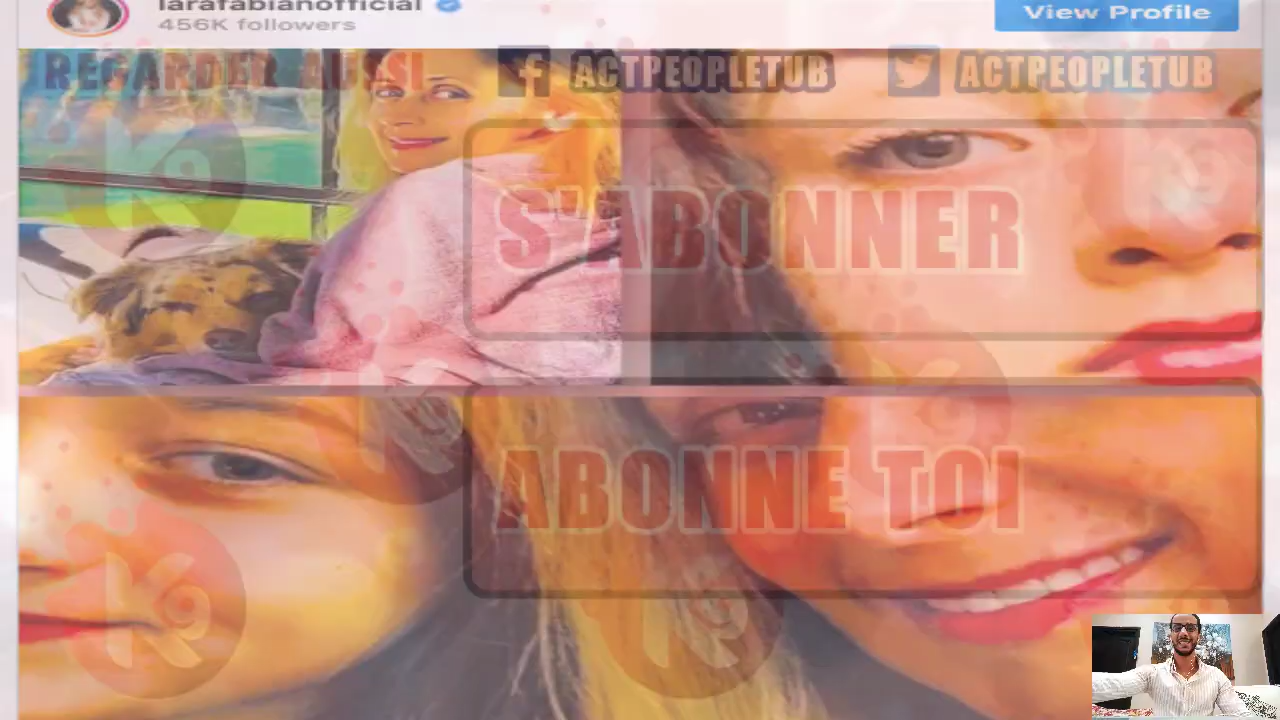 larafabianofficial
456K followers
View Profile
REGARDER AUSSI
ACTPEOPLETUB
ACTPEOPLETUB
S'ABONNER
ABONNE TOI